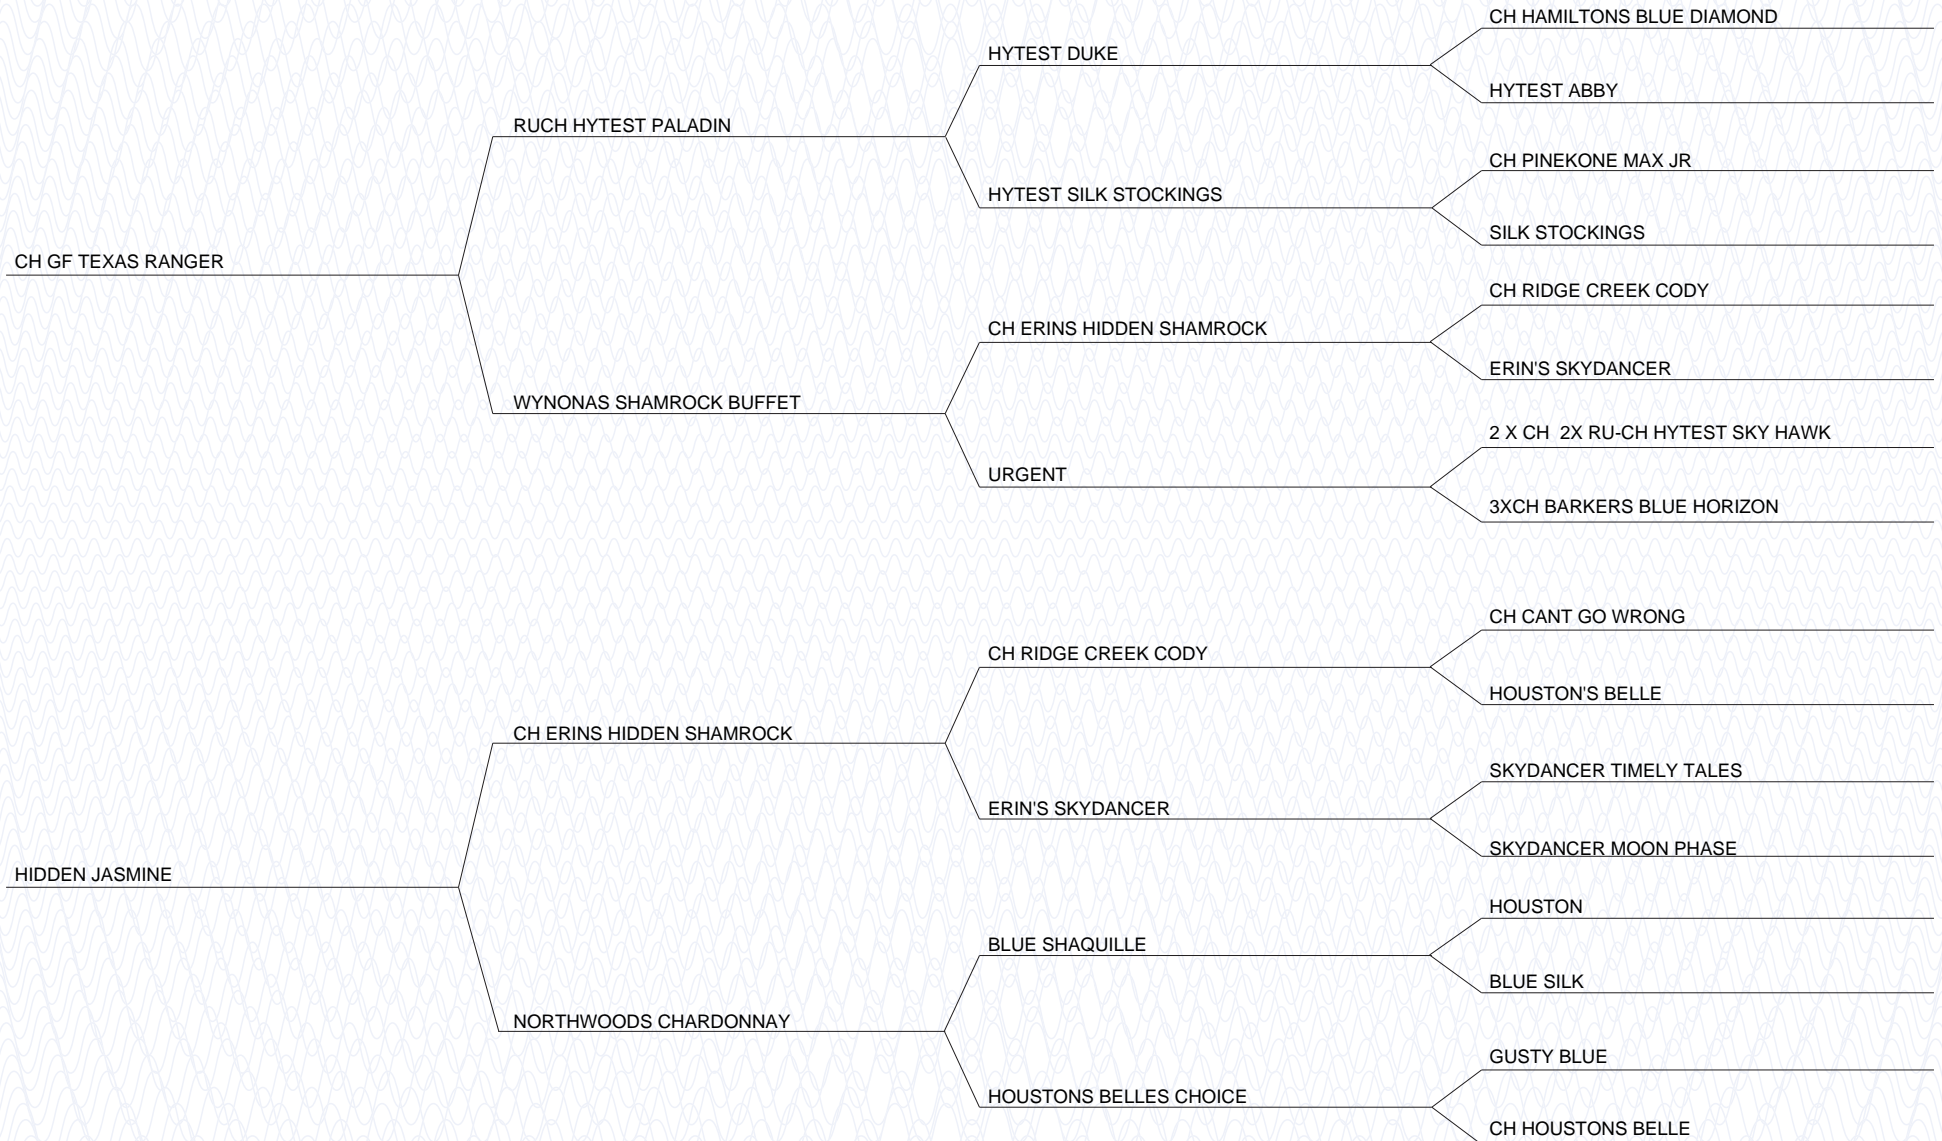 CH HAMILTONS BLUE DIAMOND
HYTEST DUKE
HYTEST ABBY
RUCH HYTEST PALADIN
CH PINEKONE MAX JR
HYTEST SILK STOCKINGS
SILK STOCKINGS
CH GF TEXAS RANGER
CH RIDGE CREEK CODY
CH ERINS HIDDEN SHAMROCK
ERIN'S SKYDANCER
WYNONAS SHAMROCK BUFFET
2 X CH  2X RU-CH HYTEST SKY HAWK
URGENT
3XCH BARKERS BLUE HORIZON
CH CANT GO WRONG
CH RIDGE CREEK CODY
HOUSTON'S BELLE
CH ERINS HIDDEN SHAMROCK
SKYDANCER TIMELY TALES
ERIN'S SKYDANCER
SKYDANCER MOON PHASE
HIDDEN JASMINE
HOUSTON
BLUE SHAQUILLE
BLUE SILK
NORTHWOODS CHARDONNAY
GUSTY BLUE
HOUSTONS BELLES CHOICE
CH HOUSTONS BELLE